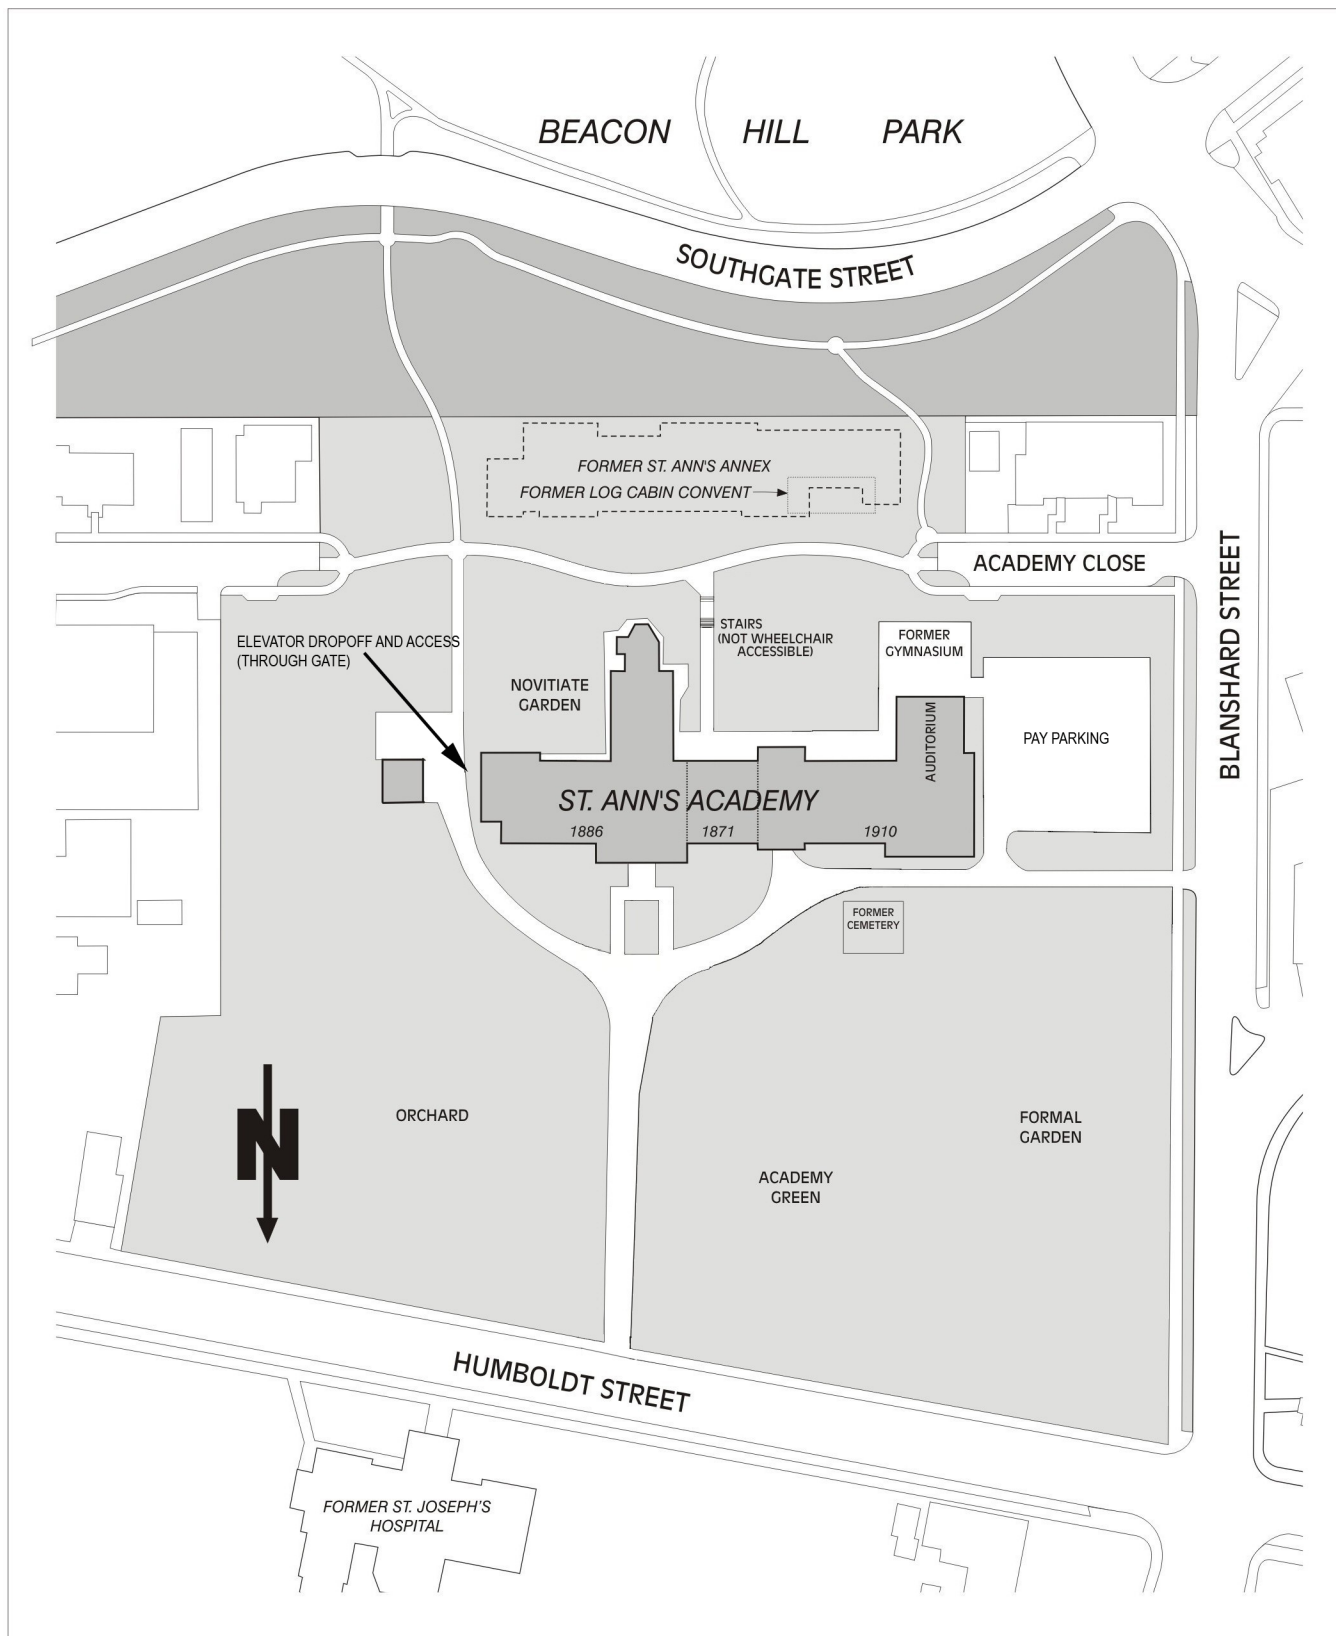 BEACON HILL PARK
SOUTHGATE STREET
FORMER ST. ANN'S ANNEX
FORMER LOG CABIN CONVENT
ACADEMY CLOSE
BLANSHARD STREET
STAIRS
(NOT WHEELCHAIR
ACCESSIBLE)
FORMER
GYMNASIUM
ELEVATOR DROPOFF AND ACCESS
(THROUGH GATE)
NOVITIATE
GARDEN
AUDITORIUM
PAY PARKING
ST. ANN'S ACADEMY
1886
1871
1910
FORMER
CEMETERY
N
ORCHARD
FORMAL
GARDEN
ACADEMY
GREEN
HUMBOLDT STREET
FORMER ST. JOSEPH'S
HOSPITAL